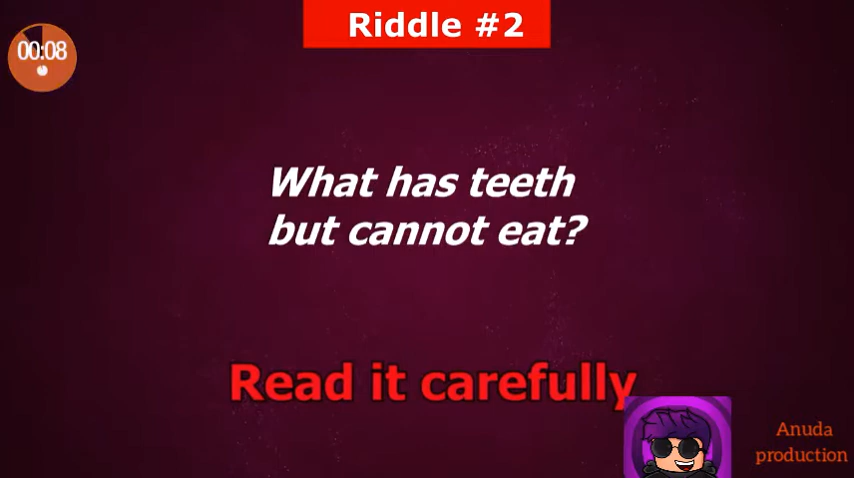 Riddle #2
00:08
What has teeth
but cannot eat?
Read it carefully
Anuda
production